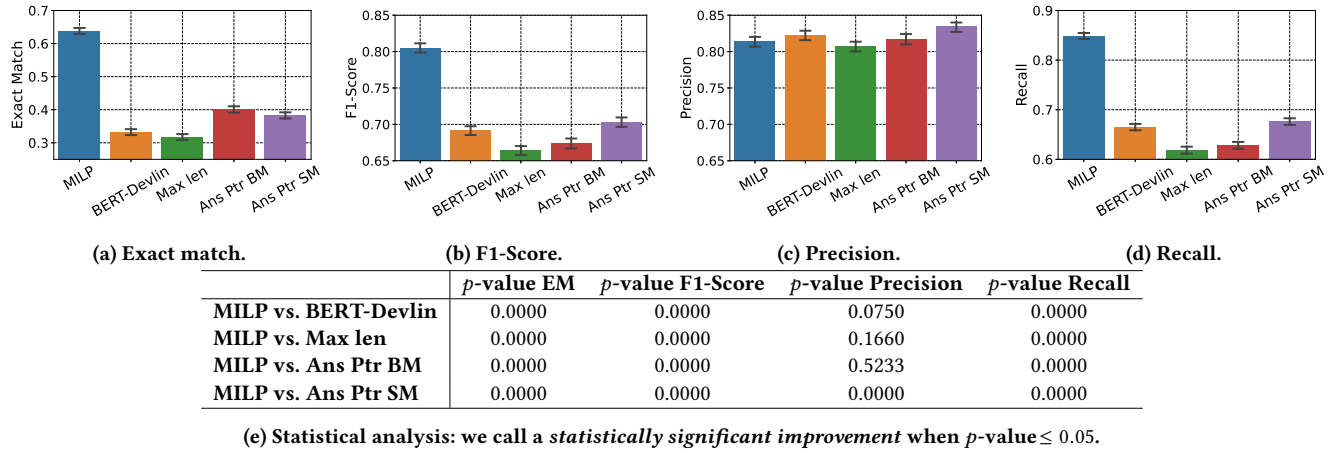 0.7
0.6
0.5
0.4
0.3
Exact Match
MILP
BERT-Devlin
Max len
Ans Ptr BM
Ans Ptr SM
(a) Exact match.
0.85
0.80
0.75
0.70
0.65
F1-Score
MILP
BERT-Devlin
Max len
Ans Ptr BM
Ans Ptr SM
(b) F1-Score.
0.85
0.80
0.75
0.70
0.65
Precision
MILP
BERT-Devlin
Max len
Ans Ptr BM
Ans Ptr SM
(c) Precision.
0.9
0.8
0.7
0.6
Recall
MILP
BERT-Devlin
Max len
Ans Ptr BM
Ans Ptr SM
(d) Recall.
p-value EM p-value F1-Score p-value Precision p-value Recall
MILP vs. BERT-Devlin 0.0000 0.0000 0.0750 0.0000
MILP vs. Max len 0.0000 0.0000 0.1660 0.0000
MILP vs. Ans Ptr BM 0.0000 0.0000 0.5233 0.0000
MILP vs. Ans Ptr SM 0.0000 0.0000 0.0000 0.0000
(e) Statistical analysis: we call a statistically significant improvement when p-value ≤ 0.05.